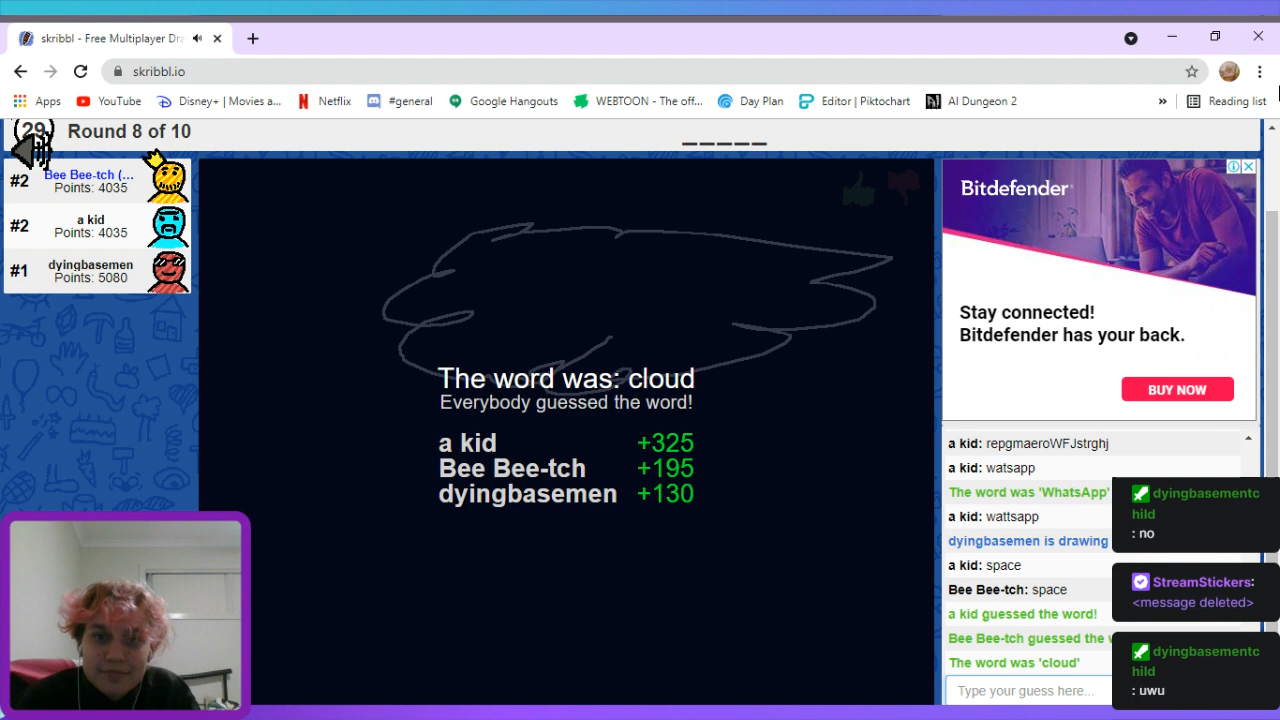 skribbl - Free Multiplayer Dra
skribbl.io
Apps
YouTube
Disney+ | Movies a...
Netflix
#general
Google Hangouts
WEBTOON - The off...
Day Plan
Editor | Piktochart
AI Dungeon 2
»
Reading list
29
Round 8 of 10
_____
#2
Bee Bee-tch (...
Points: 4035
#2
a kid
Points: 4035
#1
dyingbasemen
Points: 5080
The word was: cloud
Everybody guessed the word!
a kid +325
Bee Bee-tch +195
dyingbasemen +130
Bitdefender
Stay connected!
Bitdefender has your back.
BUY NOW
a kid: repgmaeroWFJstrghj
a kid: watsapp
The word was 'WhatsApp'
a kid: wattsapp
dyingbasemen is drawing
a kid: space
Bee Bee-tch: space
a kid guessed the word!
Bee Bee-tch guessed the w
The word was 'cloud'
Type your guess here...
dyingbasementc
hild
: no
StreamStickers:
<message deleted>
dyingbasementc
hild
: uwu